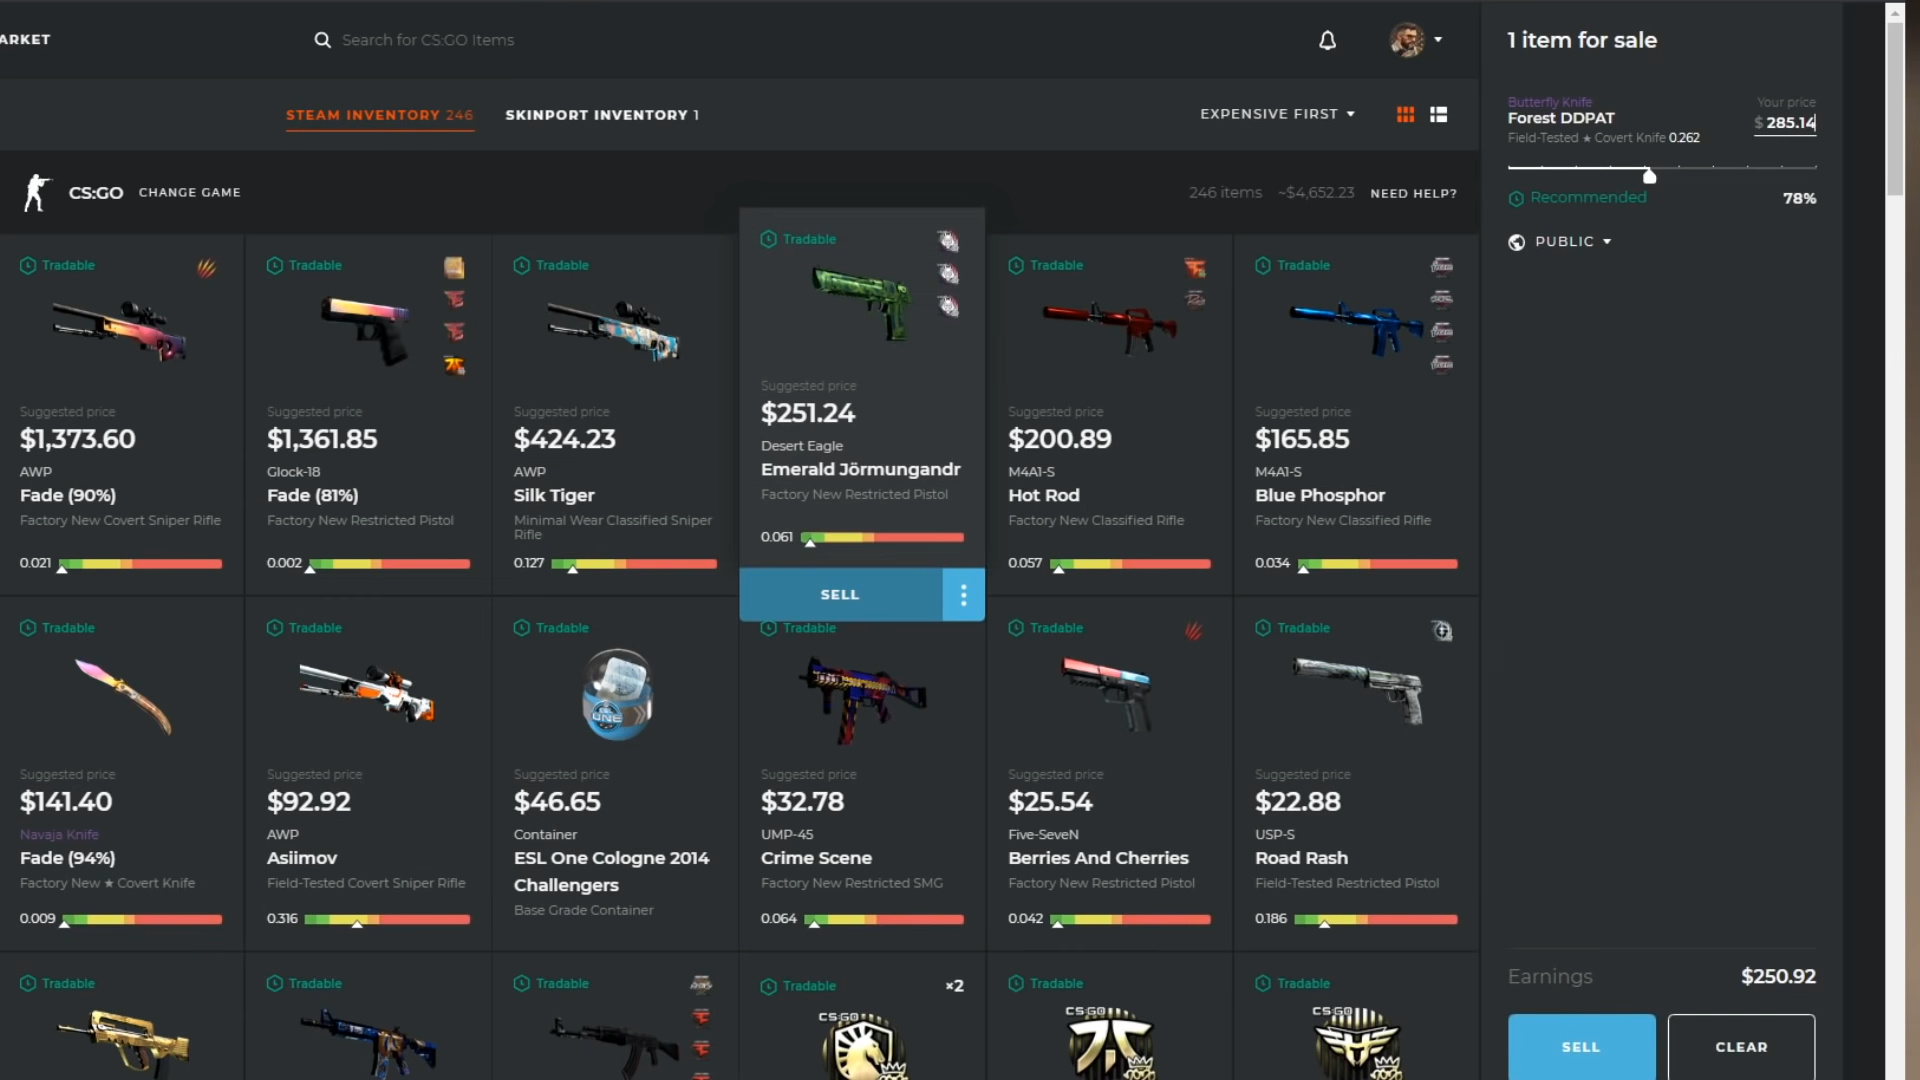 ARKET
Search for CS:GO Items
STEAM INVENTORY 246
SKINPORT INVENTORY 1
EXPENSIVE FIRST
CS:GO
CHANGE GAME
246 items
~$4,652.23
NEED HELP?
Tradable
Suggested price
$1,373.60
AWP
Fade (90%)
Factory New Covert Sniper Rifle
0.021
Tradable
Suggested price
$1,361.85
Glock-18
Fade (81%)
Factory New Restricted Pistol
0.002
Tradable
Suggested price
$424.23
AWP
Silk Tiger
Minimal Wear Classified Sniper
Rifle
0.127
Tradable
Suggested price
$251.24
Desert Eagle
Emerald Jörmungandr
Factory New Restricted Pistol
0.061
SELL
Tradable
Suggested price
$200.89
M4A1-S
Hot Rod
Factory New Classified Rifle
0.057
Tradable
Suggested price
$165.85
M4A1-S
Blue Phosphor
Factory New Classified Rifle
0.034
Tradable
Suggested price
$141.40
Navaja Knife
Fade (94%)
Factory New ★ Covert Knife
0.009
Tradable
Suggested price
$92.92
AWP
Asiimov
Field-Tested Covert Sniper Rifle
0.316
Tradable
ESL
ONE
Suggested price
$46.65
Container
ESL One Cologne 2014
Challengers
Base Grade Container
Tradable
Suggested price
$32.78
UMP-45
Crime Scene
Factory New Restricted SMG
0.064
Tradable
Suggested price
$25.54
Five-SeveN
Berries And Cherries
Factory New Restricted Pistol
0.042
Tradable
Suggested price
$22.88
USP-S
Road Rash
Field-Tested Restricted Pistol
0.186
Tradable
Tradable
Tradable
Tradable
×2
CS:GO
Tradable
CS:GO
Tradable
CS:GO
1 item for sale
Butterfly Knife
Your price
Forest DDPAT
$ 285.14
Field-Tested ★ Covert Knife 0.262
Recommended
78%
PUBLIC
Earnings
$250.92
SELL
CLEAR